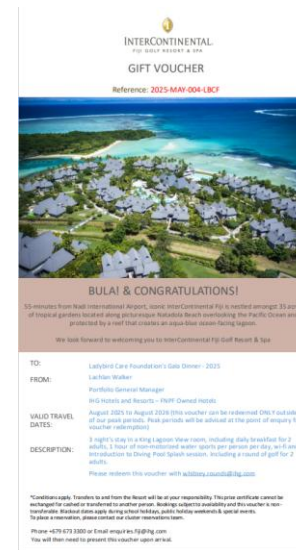 INTERCONTINENTAL
FIJI GOLF RESORT & SPA
GIFT VOUCHER
Reference: 2025-MAY-004-LBCF
BULA! & CONGRATULATIONS!
55-minutes from Nadi International Airport, iconic InterContinental Fiji is nestled amongst 35 acr
of tropical gardens located along picturesque Natadola Beach overlooking the Pacific Ocean an
protected by a reef that creates an aqua-blue ocean-facing lagoon.
We look forward to welcoming you to InterContinental Fiji Golf Resort & Spa
TO:
Ladybird Care Foundation's Gala Dinner - 2025
FROM:
Lachlan Walker
Portfolio General Manager
IHG Hotels and Resorts – FNPF Owned Hotels
VALID TRAVEL DATES:
August 2025 to August 2026 (this voucher can be redeemed ONLY outside
of our peak periods. Peak periods will be advised at the point of enquiry f
voucher redemption)
DESCRIPTION:
3 night's stay in a King Lagoon View room, including daily breakfast for 2
adults, 1 hour of non-motorized water sports per person per day, wi-fi and
Introduction to Diving Pool Splash session. Including a round of golf for 2
adults.
Please redeem this voucher with whitney.rounds@ihg.com
*Conditions apply. Transfers to and from the Resort will be at your responsibility. This prize certificate cannot be
exchanged for cashed or transferred to another person. Bookings subject to availability and this voucher is non-
transferable. Blackout dates apply during school holidays, public holiday weekends & special events.
To place a reservation, please contact our cluster reservations team.
Phone +679-673 3300 or Email enquiries.fiji@ihg.com
You will then need to present this voucher upon arrival.